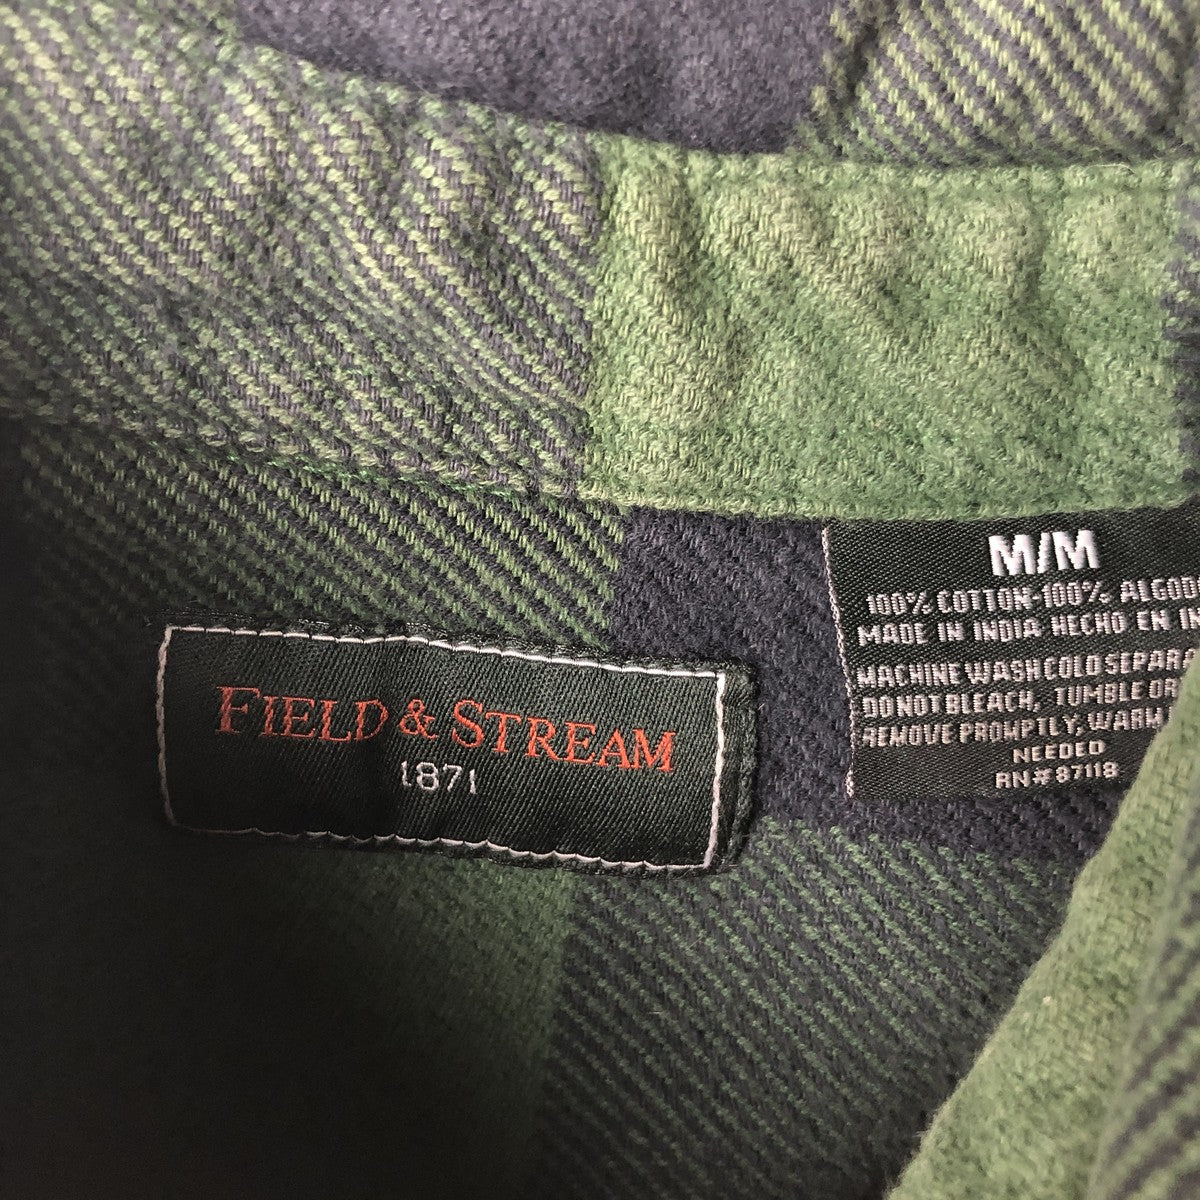 FIELD & STREAM
1871
M/M
100% COTTON-100% ALGOD
MADE IN INDIA HECHO EN IN
MACHINE WASH COLD SEPARA
DO NOT BLEACH, TUMBLE DR
REMOVE PROMPTLY, WARM
NEEDED
RN# 87118